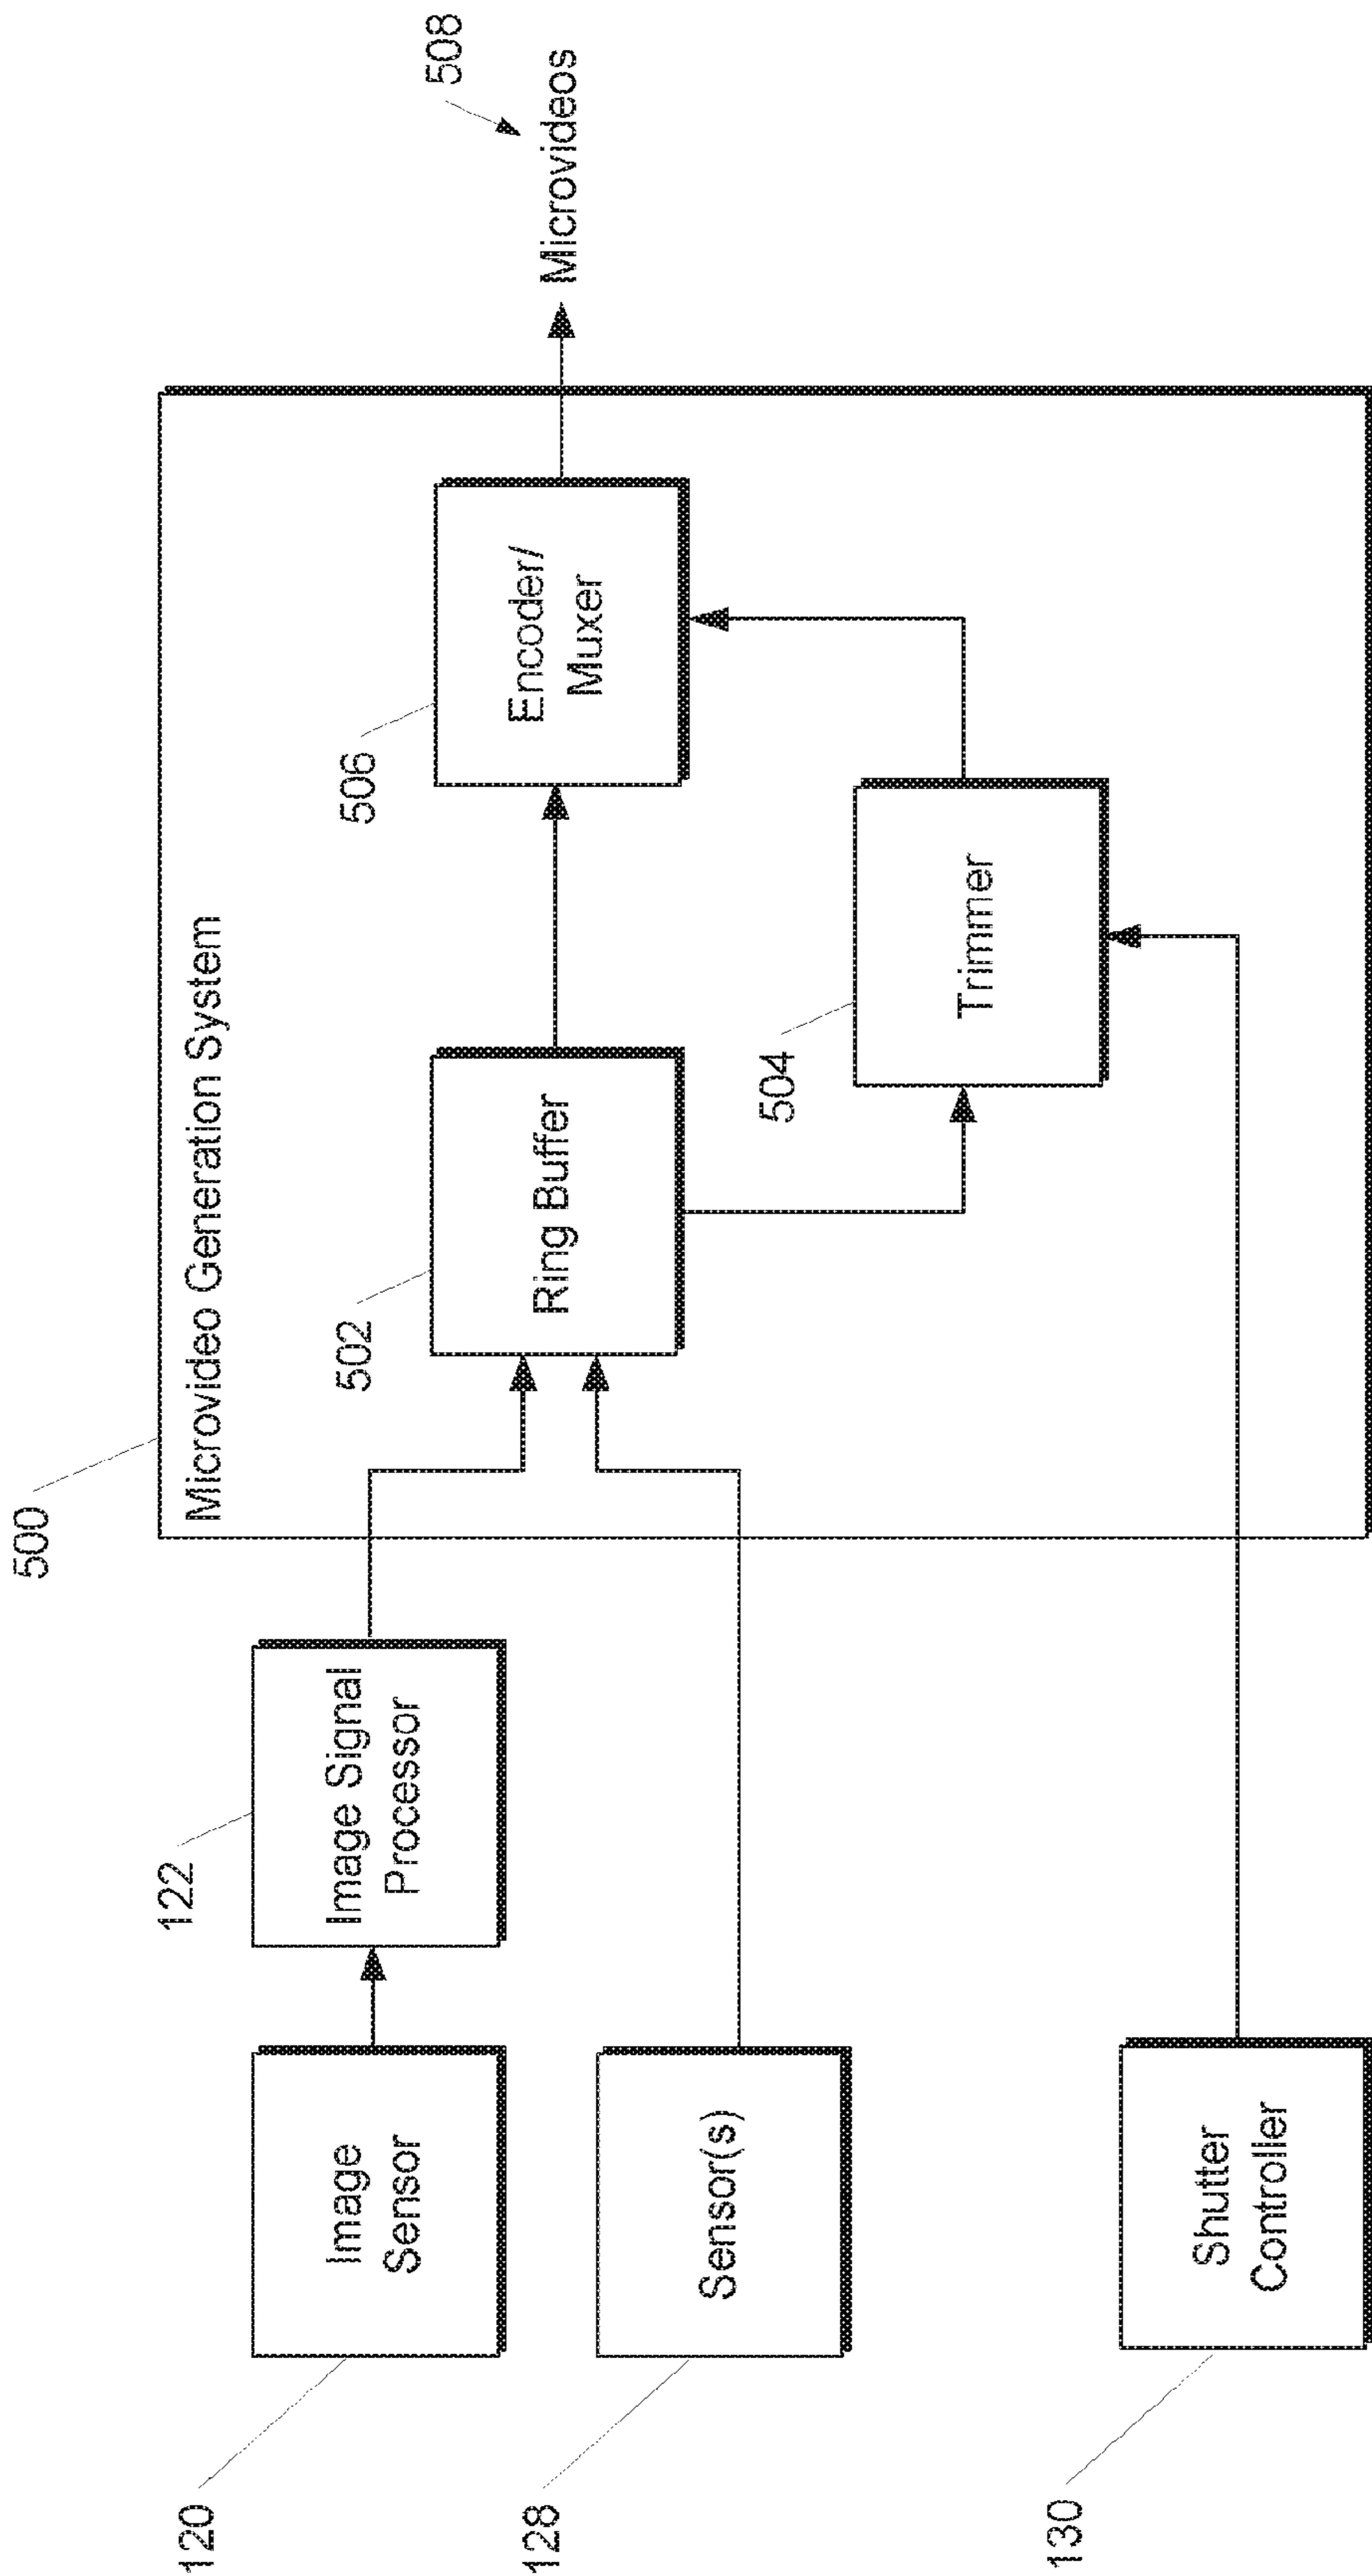 500
Microvideo Generation System
120
Image
Sensor
122
Image Signal
Processor
502
Ring Buffer
506
Encoder/
Muxer
508
Microvideos
128
Sensor(s)
504
Trimmer
130
Shutter
Controller